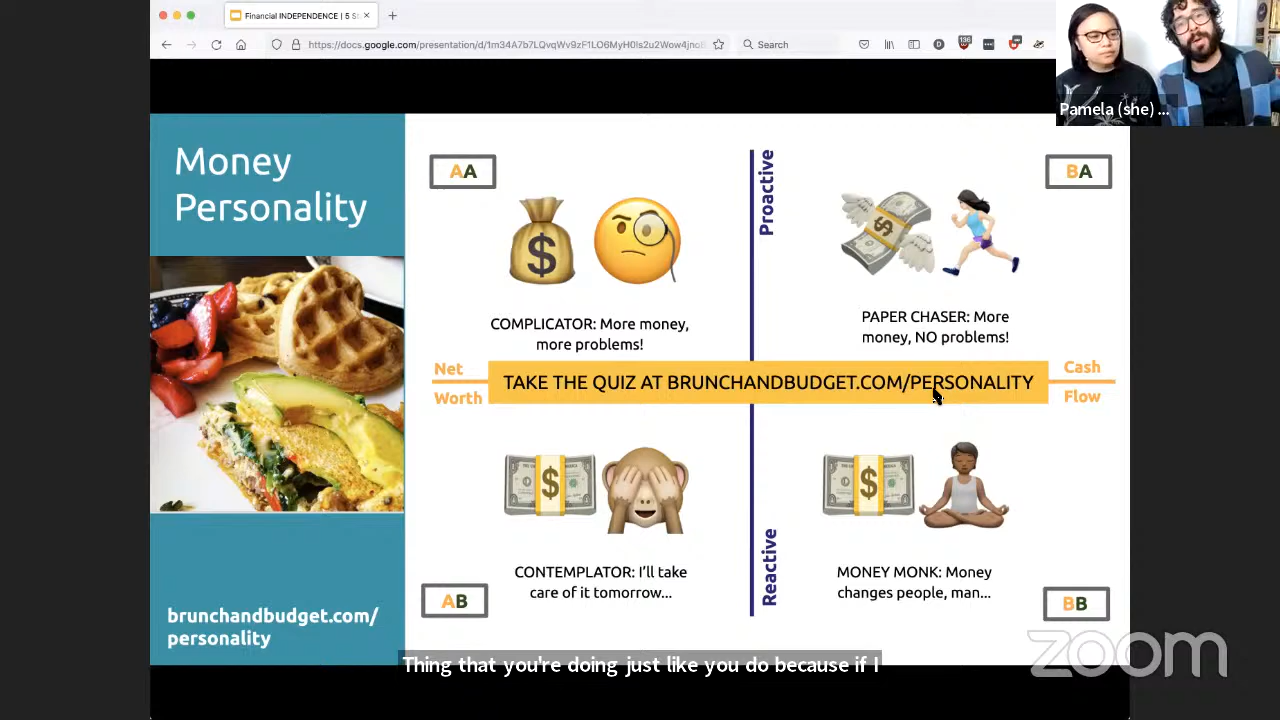 Financial INDEPENDENCE | 5 S
https://docs.google.com/presentation/d/1m34A7b7LQvqWv9zF1LO6MyH0ls2u2Wow4jno
Search
136
Pamela (she) ...
Money
Personality
brunchandbudget.com/
personality
AA
BA
Proactive
COMPLICATOR: More money,
more problems!
PAPER CHASER: More
money, NO problems!
Net
Worth
TAKE THE QUIZ AT BRUNCHANDBUDGET.COM/PERSONALITY
Cash
Flow
$
$
$
$
Reactive
CONTEMPLATOR: I'll take
care of it tomorrow...
MONEY MONK: Money
changes people, man...
AB
BB
zoom
Thing that you're doing just like you do because if I